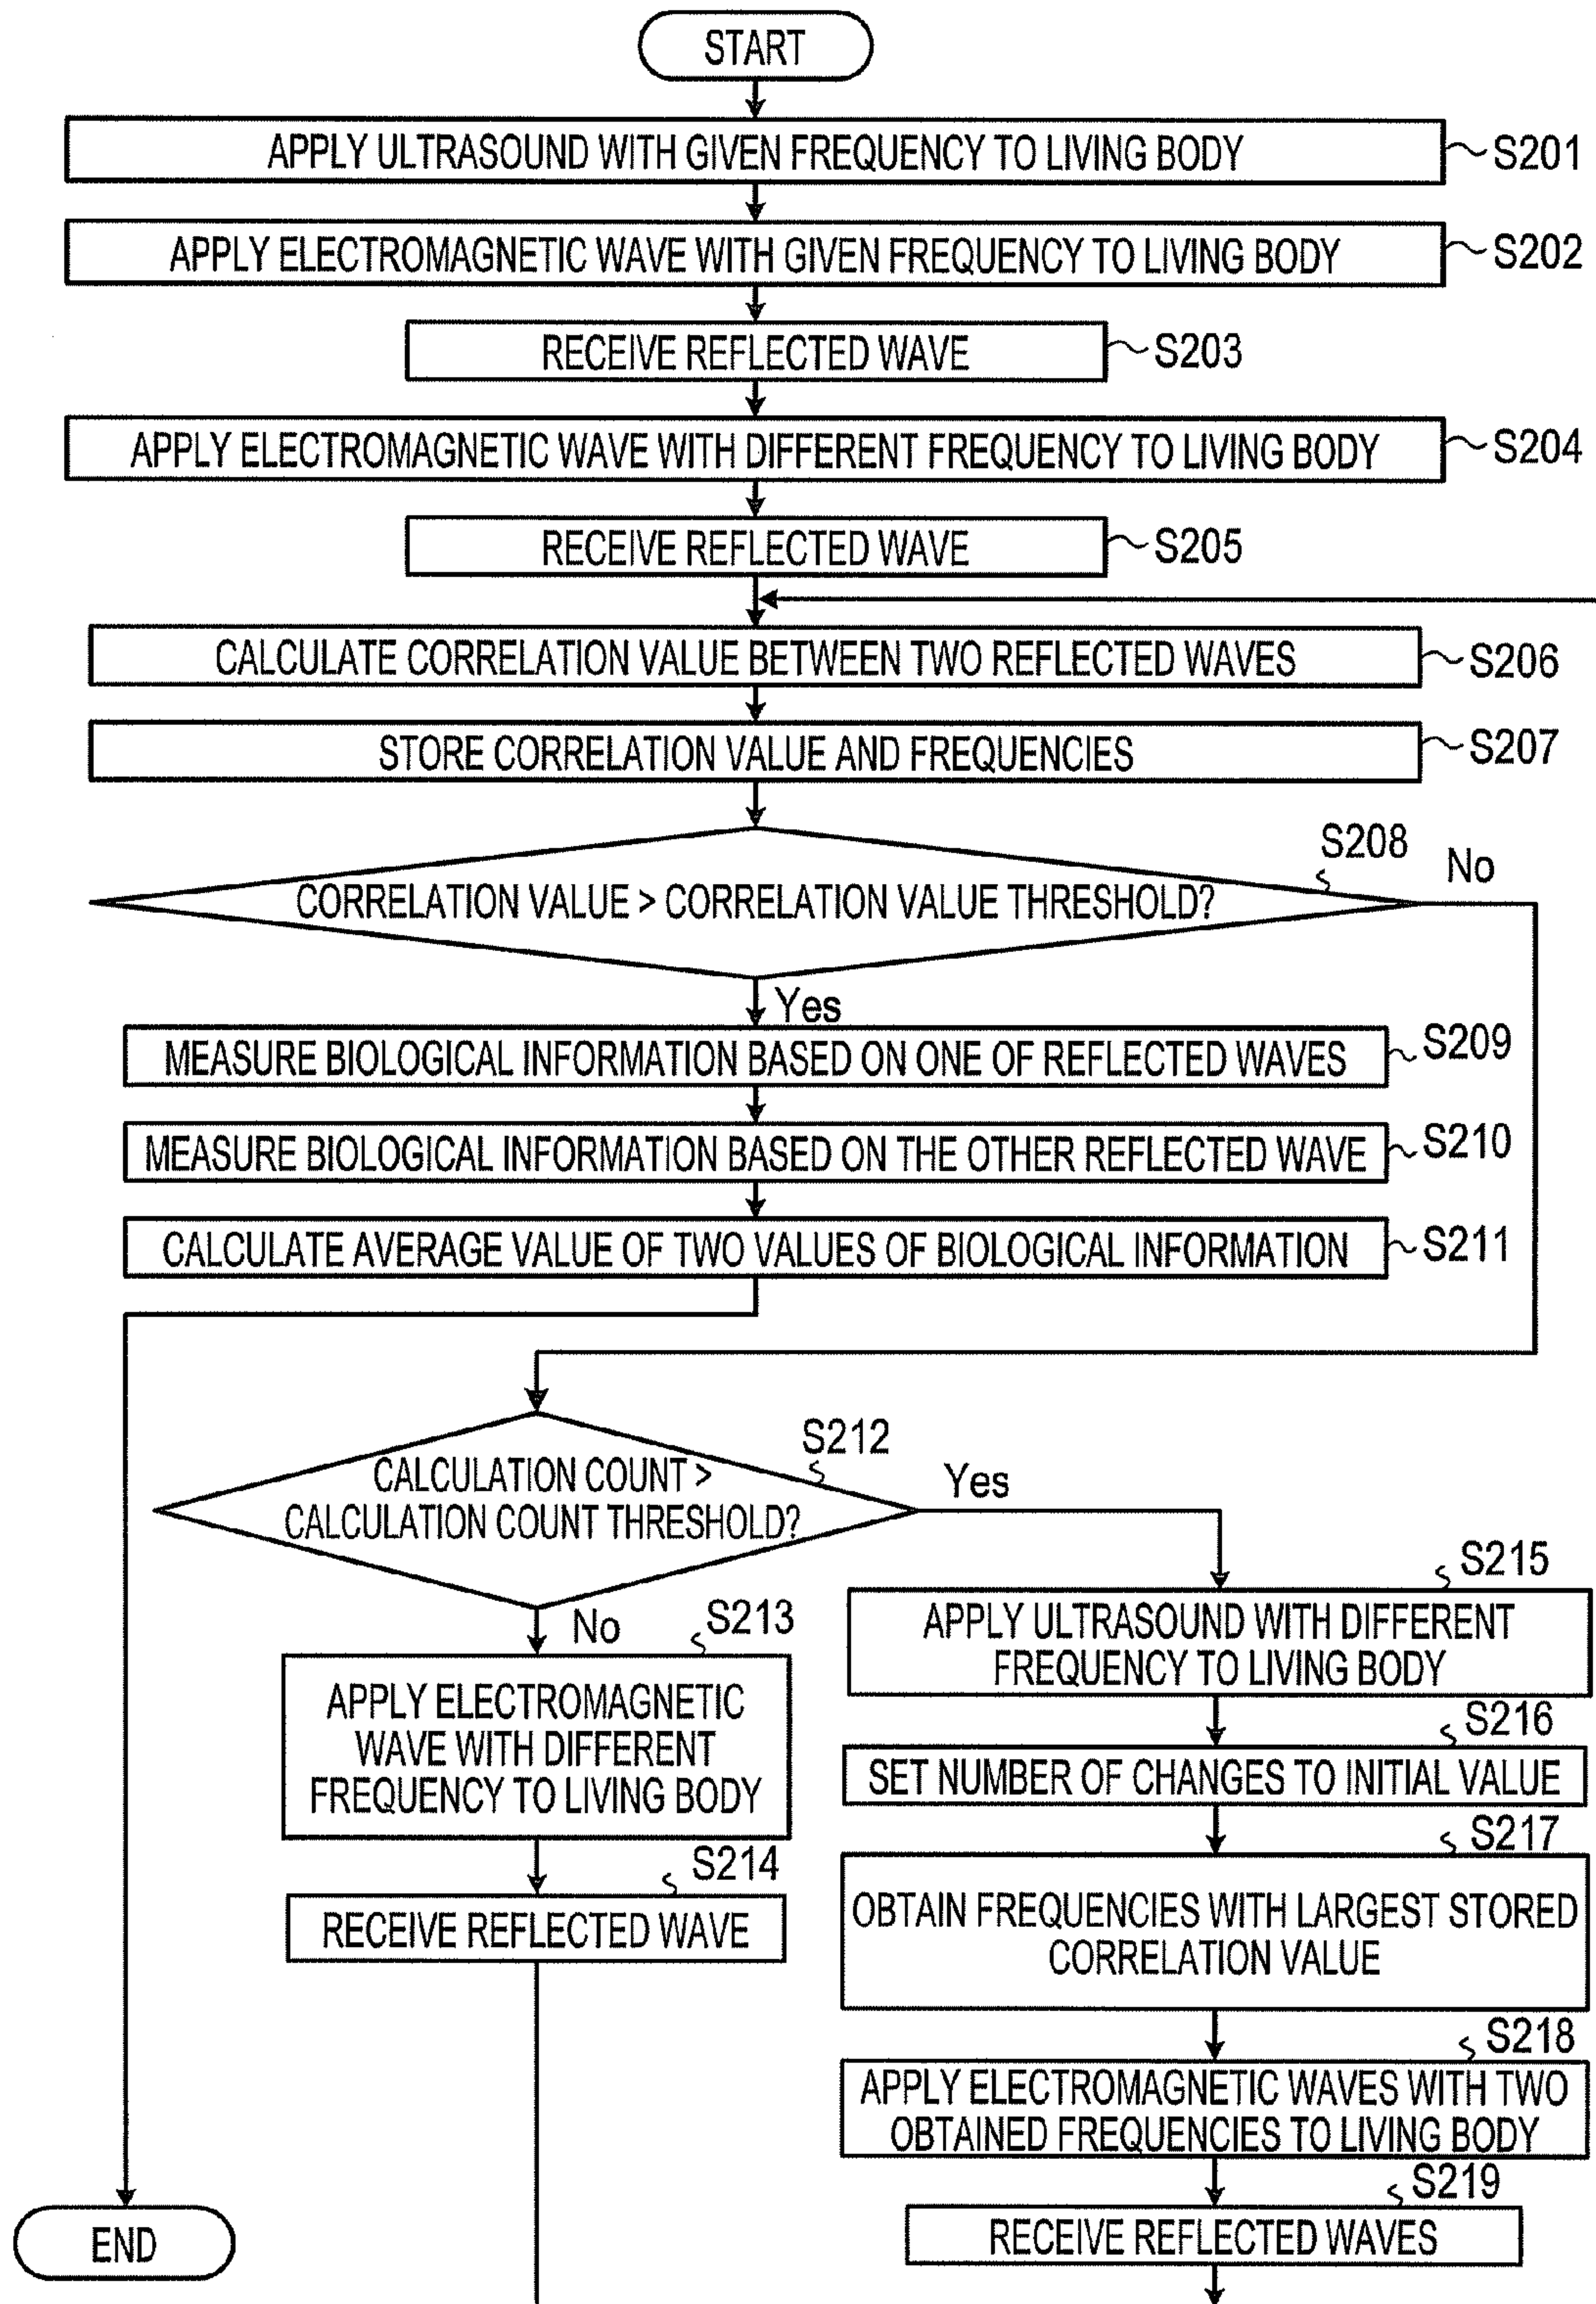 START
APPLY ULTRASOUND WITH GIVEN FREQUENCY TO LIVING BODY
S201
APPLY ELECTROMAGNETIC WAVE WITH GIVEN FREQUENCY TO LIVING BODY
S202
RECEIVE REFLECTED WAVE
S203
APPLY ELECTROMAGNETIC WAVE WITH DIFFERENT FREQUENCY TO LIVING BODY
S204
RECEIVE REFLECTED WAVE
S205
CALCULATE CORRELATION VALUE BETWEEN TWO REFLECTED WAVES
S206
STORE CORRELATION VALUE AND FREQUENCIES
S207
S208
No
CORRELATION VALUE > CORRELATION VALUE THRESHOLD?
Yes
MEASURE BIOLOGICAL INFORMATION BASED ON ONE OF REFLECTED WAVES
S209
MEASURE BIOLOGICAL INFORMATION BASED ON THE OTHER REFLECTED WAVE
S210
CALCULATE AVERAGE VALUE OF TWO VALUES OF BIOLOGICAL INFORMATION
S211
S212
CALCULATION COUNT >
CALCULATION COUNT THRESHOLD?
Yes
No
S213
APPLY ELECTROMAGNETIC
WAVE WITH DIFFERENT
FREQUENCY TO LIVING BODY
S214
RECEIVE REFLECTED WAVE
S215
APPLY ULTRASOUND WITH DIFFERENT
FREQUENCY TO LIVING BODY
S216
SET NUMBER OF CHANGES TO INITIAL VALUE
S217
OBTAIN FREQUENCIES WITH LARGEST STORED
CORRELATION VALUE
S218
APPLY ELECTROMAGNETIC WAVES WITH TWO
OBTAINED FREQUENCIES TO LIVING BODY
S219
RECEIVE REFLECTED WAVES
END